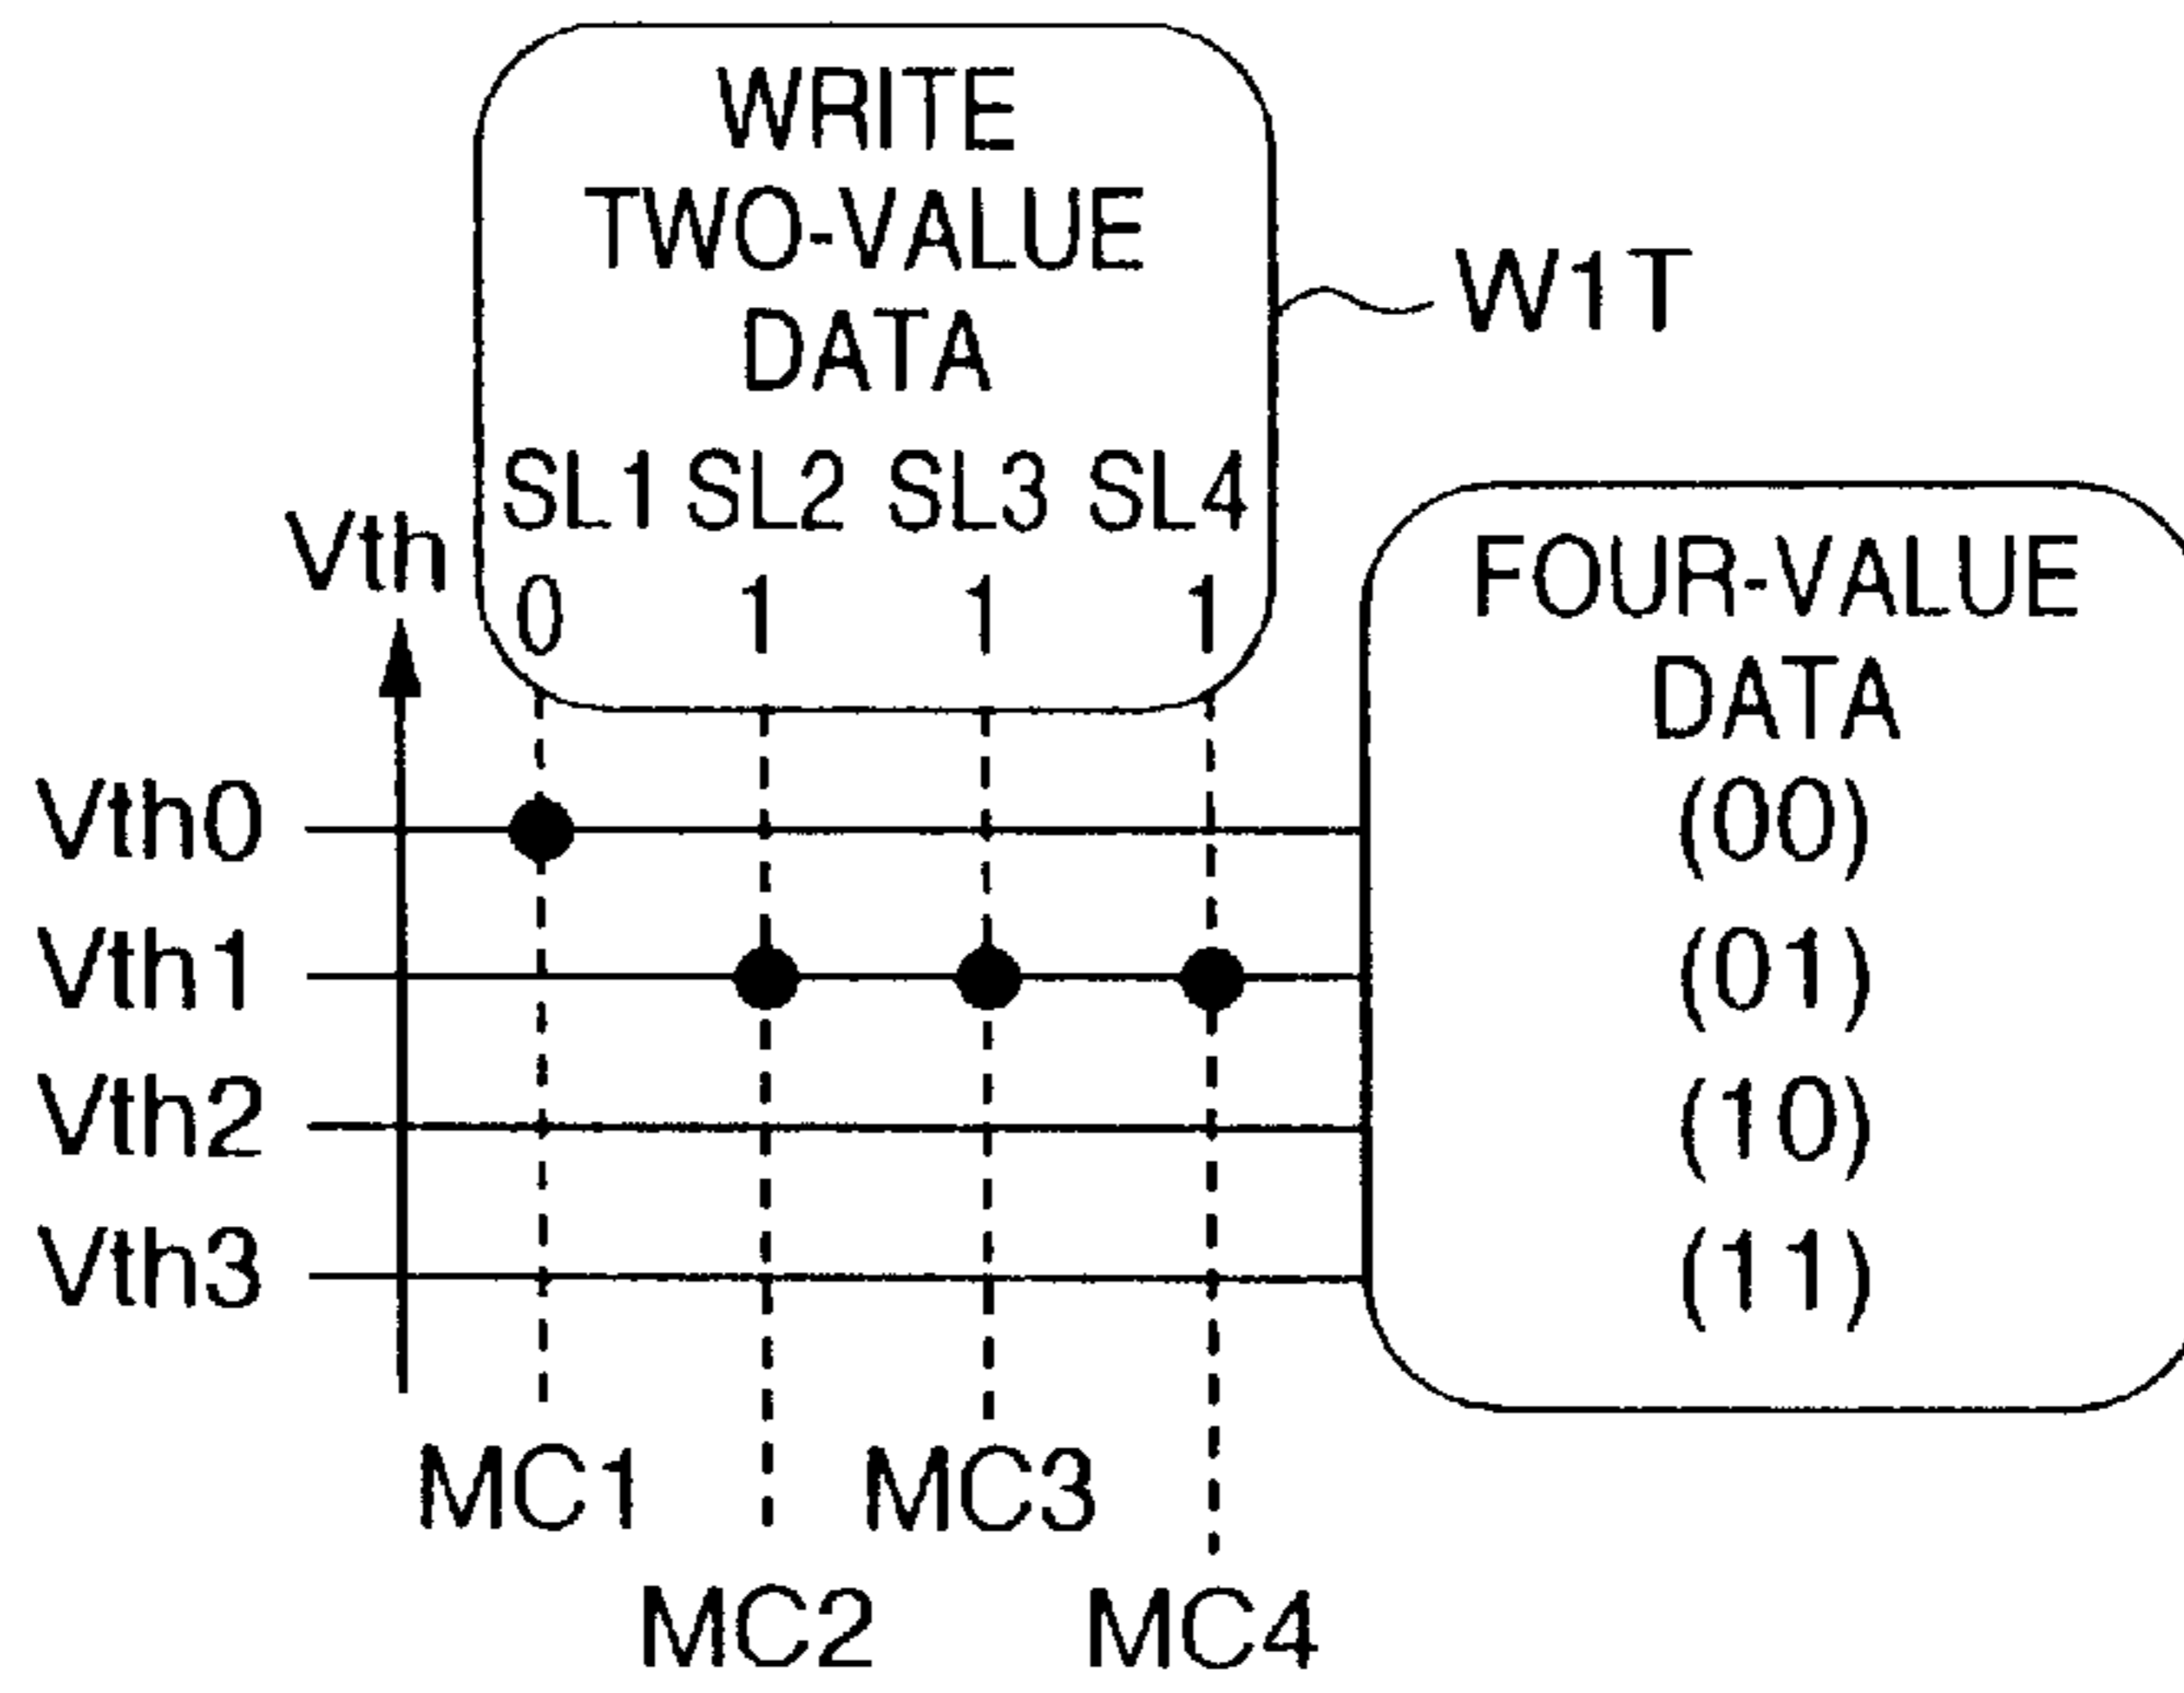 WRITE
TWO-VALUE
DATA
W1T
SL1 SL2 SL3 SL4
0 1 1 1
Vth
FOUR-VALUE
DATA
Vth0 (00)
Vth1 (01)
Vth2 (10)
Vth3 (11)
MC1 MC3
MC2 MC4